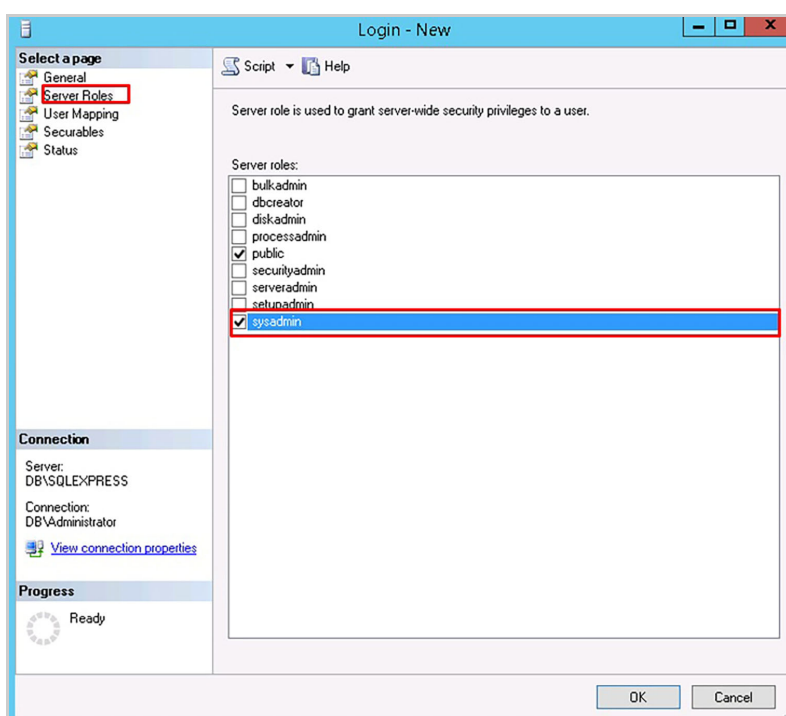 Login - New
Select a page
General
Server Roles
User Mapping
Securables
Status
Script
Help
Server role is used to grant server-wide security privileges to a user.
Server roles:
bulkadmin
dbcreator
diskadmin
processadmin
public
securityadmin
serveradmin
setupadmin
sysadmin
Connection
Server:
DB\SQLEXPRESS
Connection:
DB\Administrator
View connection properties
Progress
Ready
OK
Cancel